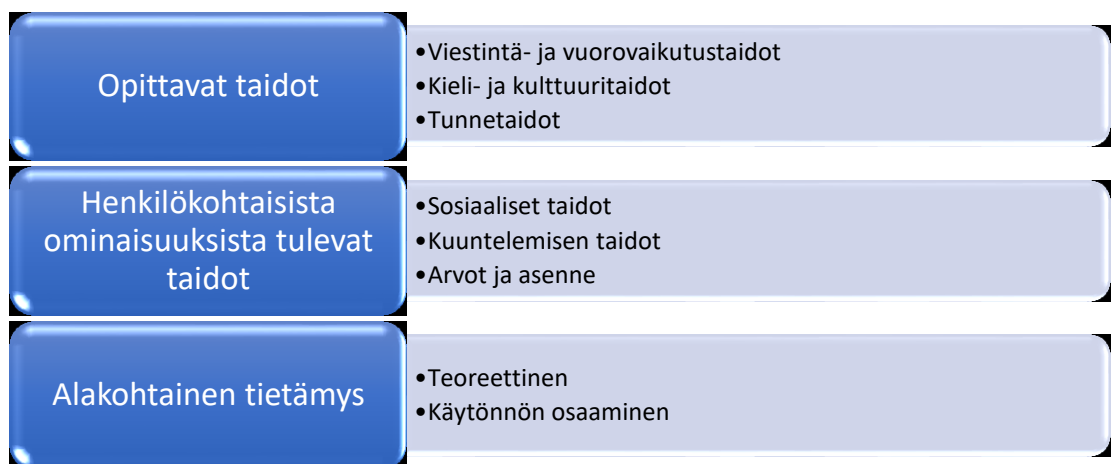 Opittavat taidot
•Viestintä- ja vuorovaikutustaidot
•Kieli- ja kulttuuritaidot
•Tunnetaidot
Henkilökohtaisista
ominaisuuksista tulevat
taidot
•Sosiaaliset taidot
•Kuuntelemisen taidot
•Arvot ja asenne
Alakohtainen tietämys
•Teoreettinen
•Käytönnön osaaminen